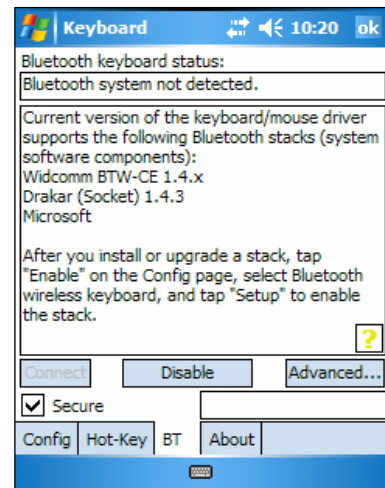 Keyboard 10:20 ok
Bluetooth keyboard status:
Bluetooth system not detected.
Current version of the keyboard/mouse driver
supports the following Bluetooth stacks (system
software components):
Widcomm BTW-CE 1.4.x
Drakar (Socket) 1.4.3
Microsoft
After you install or upgrade a stack, tap
"Enable" on the Config page, select Bluetooth
wireless keyboard, and tap "Setup" to enable
the stack.
?
Connect Disable Advanced...
Secure
Config Hot-Key BT About